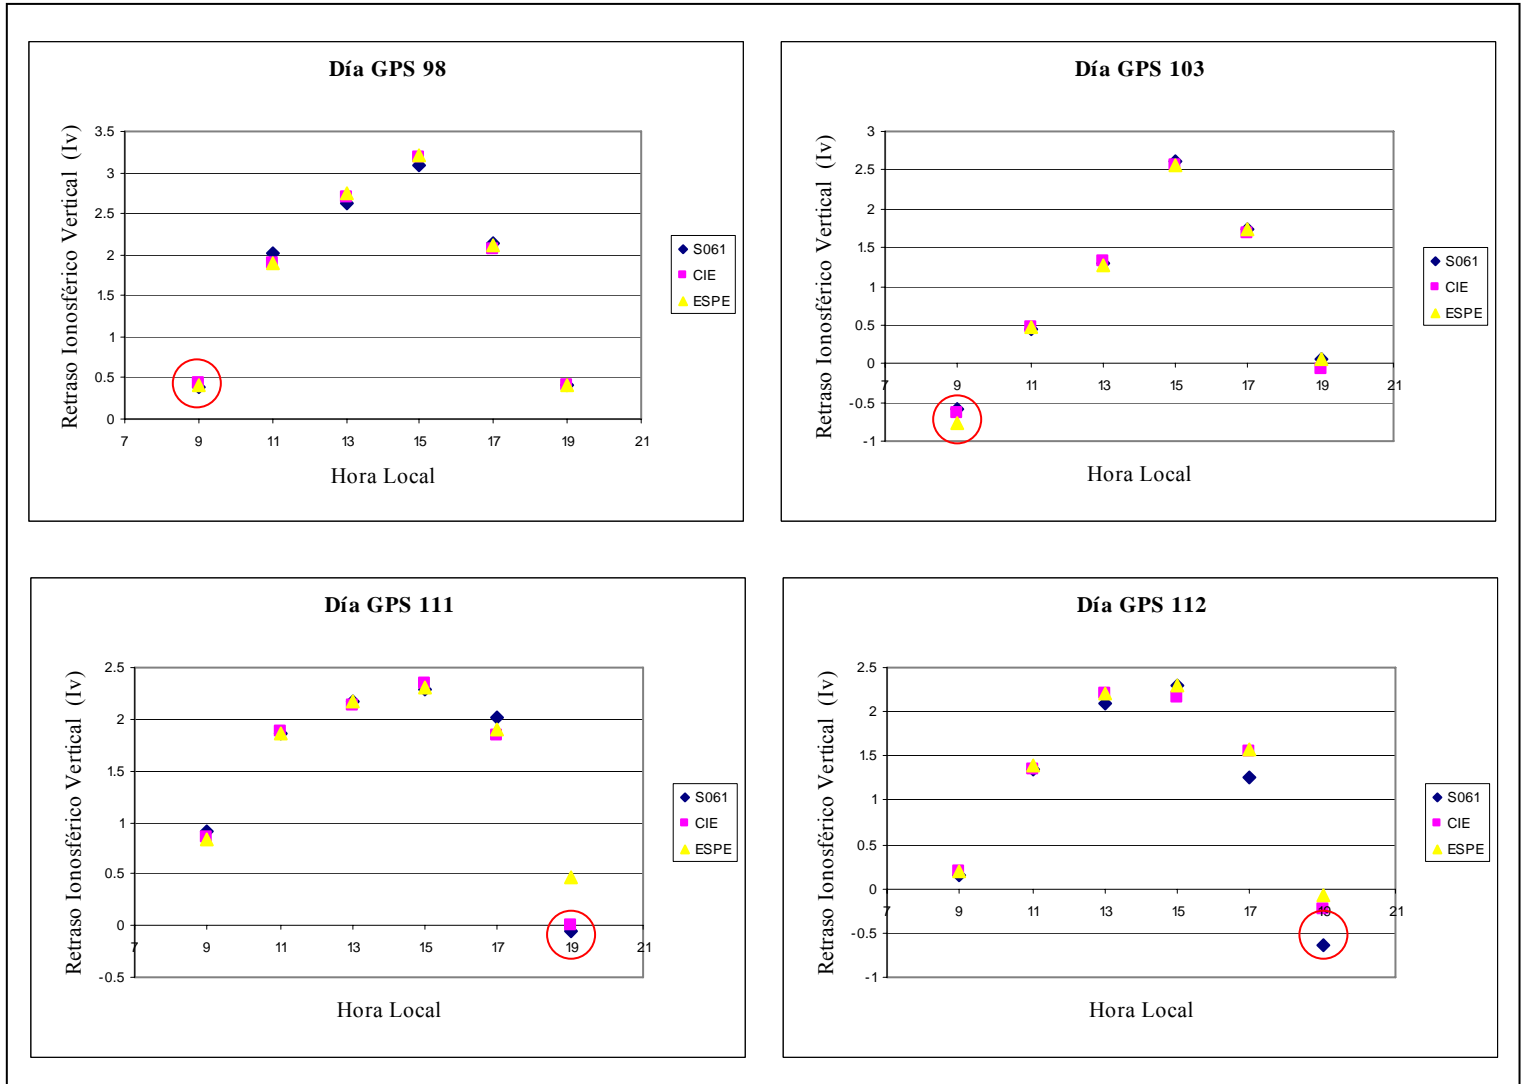 Día GPS 98
Retraso Ionosférico Vertical (Iv)
3.5
3
2.5
2
1.5
1
0.5
0
7 9 11 13 15 17 19 21
Hora Local
S061
CIE
ESPE
Día GPS 103
Retraso Ionosférico Vertical (Iv)
3
2.5
2
1.5
1
0.5
0
-0.5
-1
7 9 11 13 15 17 19 21
Hora Local
S061
CIE
ESPE
Día GPS 111
Retraso Ionosférico Vertical (Iv)
2.5
2
1.5
1
0.5
0
-0.5
7 9 11 13 15 17 19 21
Hora Local
S061
CIE
ESPE
Día GPS 112
Retraso Ionosférico Vertical (Iv)
2.5
2
1.5
1
0.5
0
-0.5
-1
7 9 11 13 15 17 19 21
Hora Local
S061
CIE
ESPE